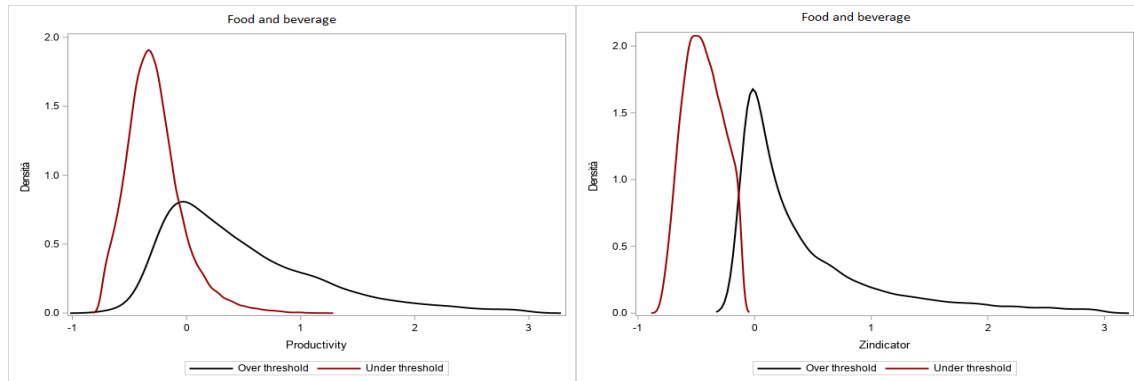 Food and beverage
2.0
1.5
1.0
0.5
0.0
Densità
-1 0 1 2 3
Productivity
Over threshold Under threshold
Food and beverage
2.0
1.5
1.0
0.5
0.0
Densità
-1 0 1 2 3
Zindicator
Over threshold Under threshold